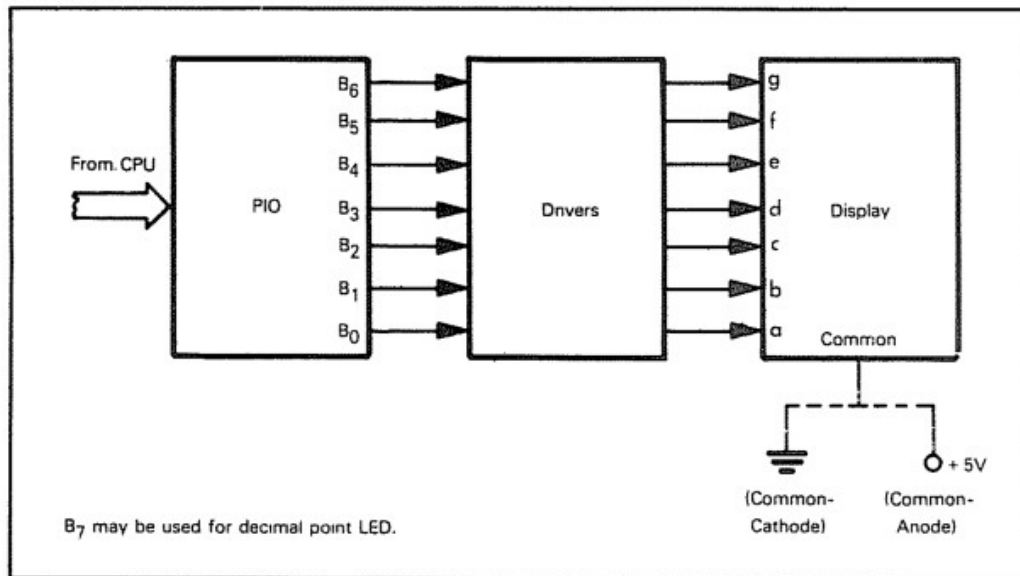 From. CPU
PIO
B6
B5
B4
B3
B2
B1
B0
Drivers
g
f
e
d
c
b
a
Display
Common
+ 5V
(Common-
Cathode)
(Common-
Anode)
B7 may be used for decimal point LED.